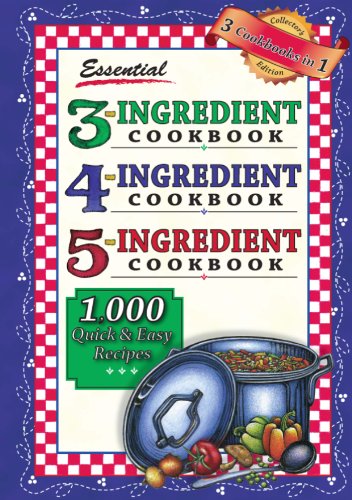 Collectors
3 Cookbooks in 1
Edition
Essential
3-INGREDIENT
COOKBOOK
4-INGREDIENT
COOKBOOK
5-INGREDIENT
COOKBOOK
1,000
Quick & Easy
Recipes